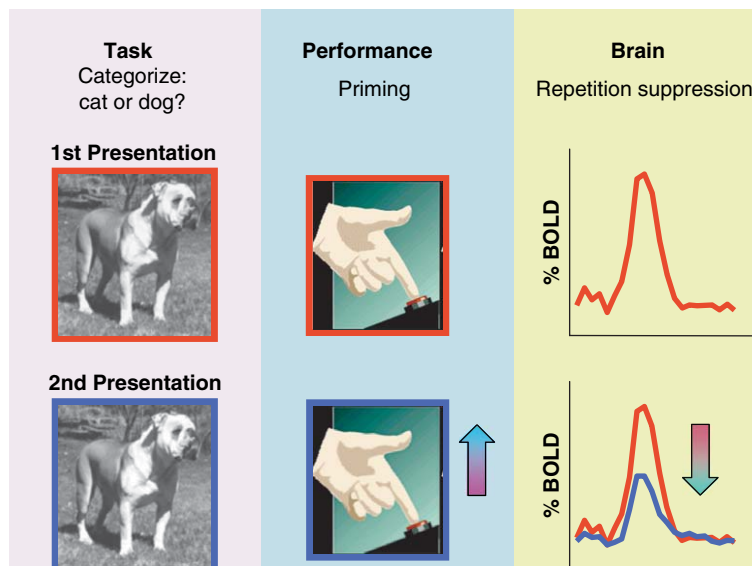 Task
Categorize:
cat or dog?
1st Presentation
2nd Presentation
Performance
Priming
Brain
Repetition suppression
% BOLD
% BOLD